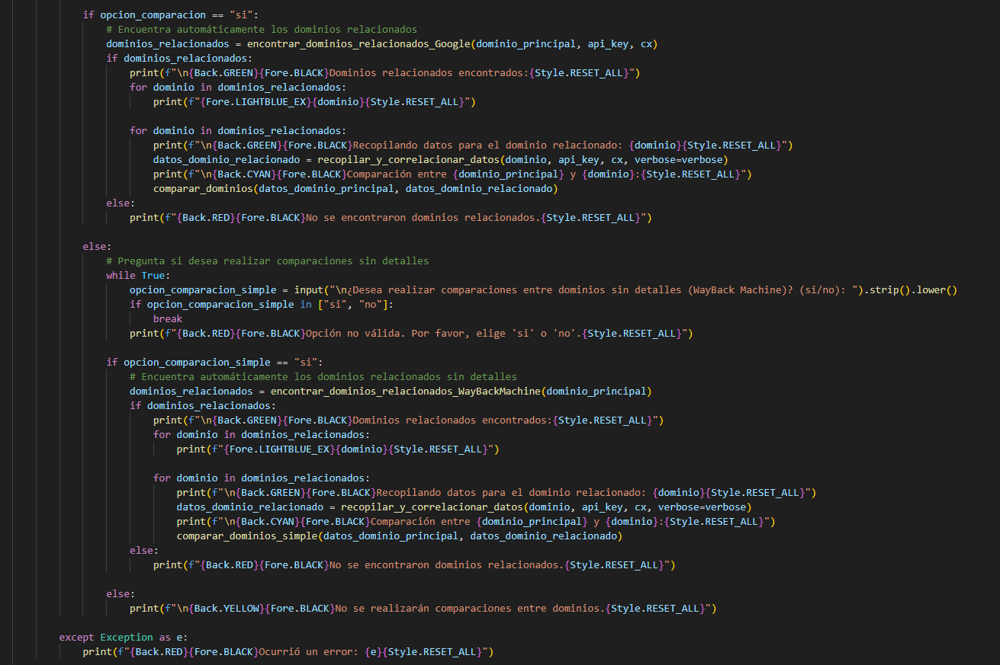 if opcion_comparacion == "si":
# Encuentra automáticamente los dominios relacionados
dominios_relacionados = encontrar_dominios_relacionados_Google(dominio_principal, api_key, cx)
if dominios_relacionados:
print(f"\n{Back.GREEN}{Fore.BLACK}Dominios relacionados encontrados:{Style.RESET_ALL}")
for dominio in dominios_relacionados:
print(f"{Fore.LIGHTBLUE_EX}{dominio}{Style.RESET_ALL}")
for dominio in dominios_relacionados:
print(f"\n{Back.GREEN}{Fore.BLACK}Recopilando datos para el dominio relacionado: {dominio}{Style.RESET_ALL}")
datos_dominio_relacionado = recopilar_y_correlacionar_datos(dominio, api_key, cx, verbose=verbose)
print(f"\n{Back.CYAN}{Fore.BLACK}Comparación entre {dominio_principal} y {dominio}:{Style.RESET_ALL}")
comparar_dominios(datos_dominio_principal, datos_dominio_relacionado)
else:
print(f"{Back.RED}{Fore.BLACK}No se encontraron dominios relacionados.{Style.RESET_ALL}")
else:
# Pregunta si desea realizar comparaciones sin detalles
while True:
opcion_comparacion_simple = input("\n¿Desea realizar comparaciones entre dominios sin detalles (WayBack Machine)? (si/no): ").strip().lower()
if opcion_comparacion_simple in ["si", "no"]:
break
print(f"{Back.RED}{Fore.BLACK}Opción no válida. Por favor, elige 'si' o 'no'.{Style.RESET_ALL}")
if opcion_comparacion_simple == "si":
# Encuentra automáticamente los dominios relacionados sin detalles
dominios_relacionados = encontrar_dominios_relacionados_WayBackMachine(dominio_principal)
if dominios_relacionados:
print(f"\n{Back.GREEN}{Fore.BLACK}Dominios relacionados encontrados:{Style.RESET_ALL}")
for dominio in dominios_relacionados:
print(f"{Fore.LIGHTBLUE_EX}{dominio}{Style.RESET_ALL}")
for dominio in dominios_relacionados:
print(f"\n{Back.GREEN}{Fore.BLACK}Recopilando datos para el dominio relacionado: {dominio}{Style.RESET_ALL}")
datos_dominio_relacionado = recopilar_y_correlacionar_datos(dominio, api_key, cx, verbose=verbose)
print(f"\n{Back.CYAN}{Fore.BLACK}Comparación entre {dominio_principal} y {dominio}:{Style.RESET_ALL}")
comparar_dominios_simple(datos_dominio_principal, datos_dominio_relacionado)
else:
print(f"{Back.RED}{Fore.BLACK}No se encontraron dominios relacionados.{Style.RESET_ALL}")
else:
print(f"\n{Back.YELLOW}{Fore.BLACK}No se realizarán comparaciones entre dominios.{Style.RESET_ALL}")
except Exception as e:
print(f"{Back.RED}{Fore.BLACK}Ocurrió un error: {e}{Style.RESET_ALL}")